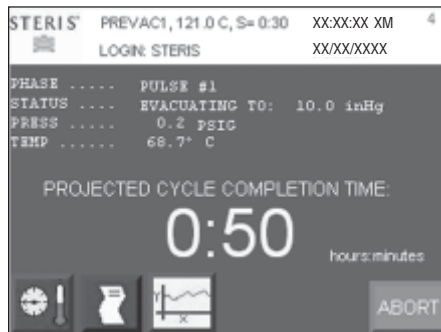 STERIS® PREVAC1, 121.0 C, S= 0:30 XX:XX:XX XM 4
LOGIN: STERIS XX/XX/XXXX
PHASE ..... PULSE #1
STATUS .... EVACUATING TO: 10.0 inHg
PRESS ..... 0.2 PSIG
TEMP ...... 68.7° C
PROJECTED CYCLE COMPLETION TIME:
0:50 hours:minutes
Y
X
ABORT